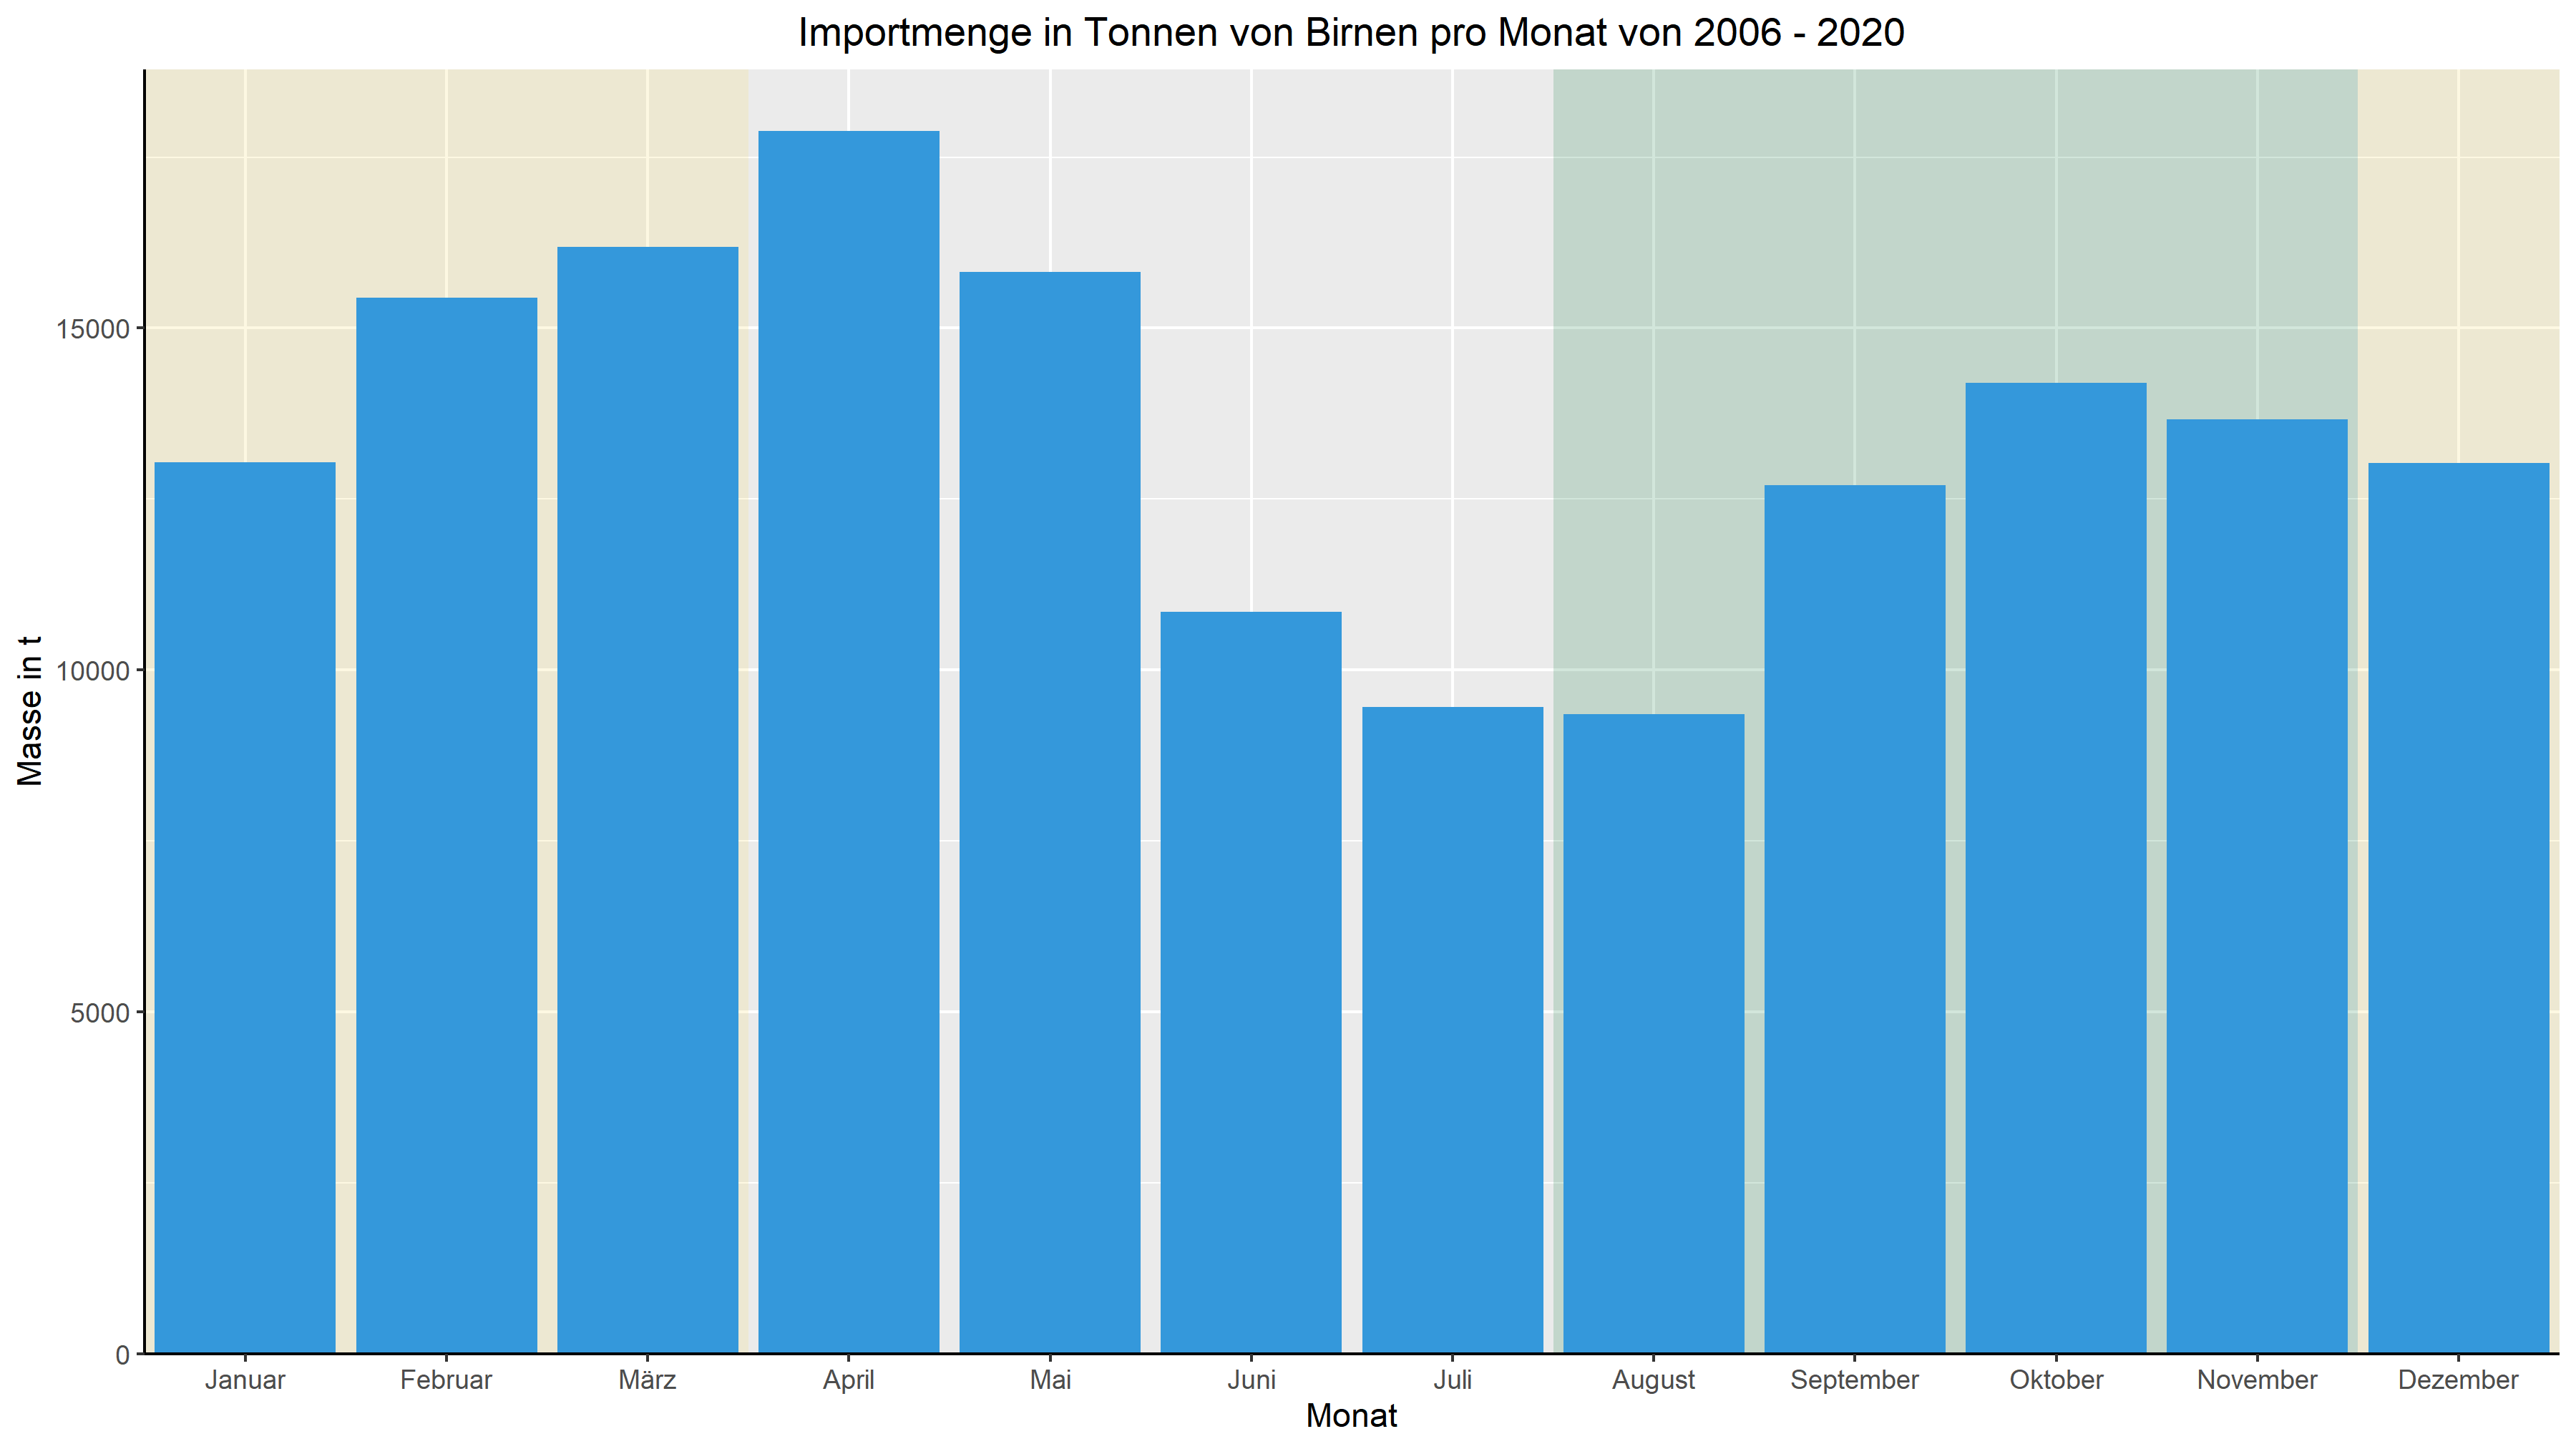 Importmenge in Tonnen von Birnen pro Monat von 2006 - 2020
Masse in t
15000
10000
5000
0
Januar Februar März April Mai Juni Juli August September Oktober November Dezember
Monat